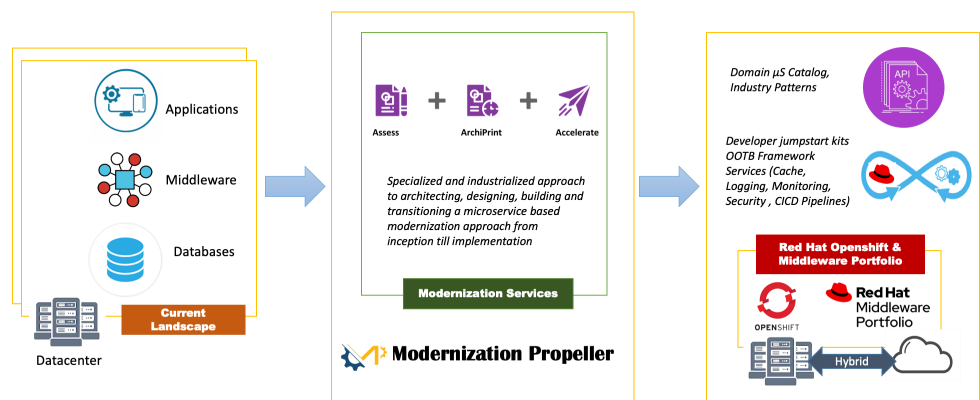 Applications
Middleware
Databases
Current
Landscape
Datacenter
Assess
ArchiPrint
Accelerate
Specialized and industrialized approach
to architecting, designing, building and
transitioning a microservice based
modernization approach from
inception till implementation
Modernization Services
Modernization Propeller
Domain µS Catalog,
Industry Patterns
API
Developer jumpstart kits
OOTB Framework
Services (Cache,
Logging, Monitoring,
Security , CICD Pipelines)
Red Hat Openshift &
Middleware Portfolio
OPENSHIFT
Red Hat
Middleware
Portfolio
Hybrid